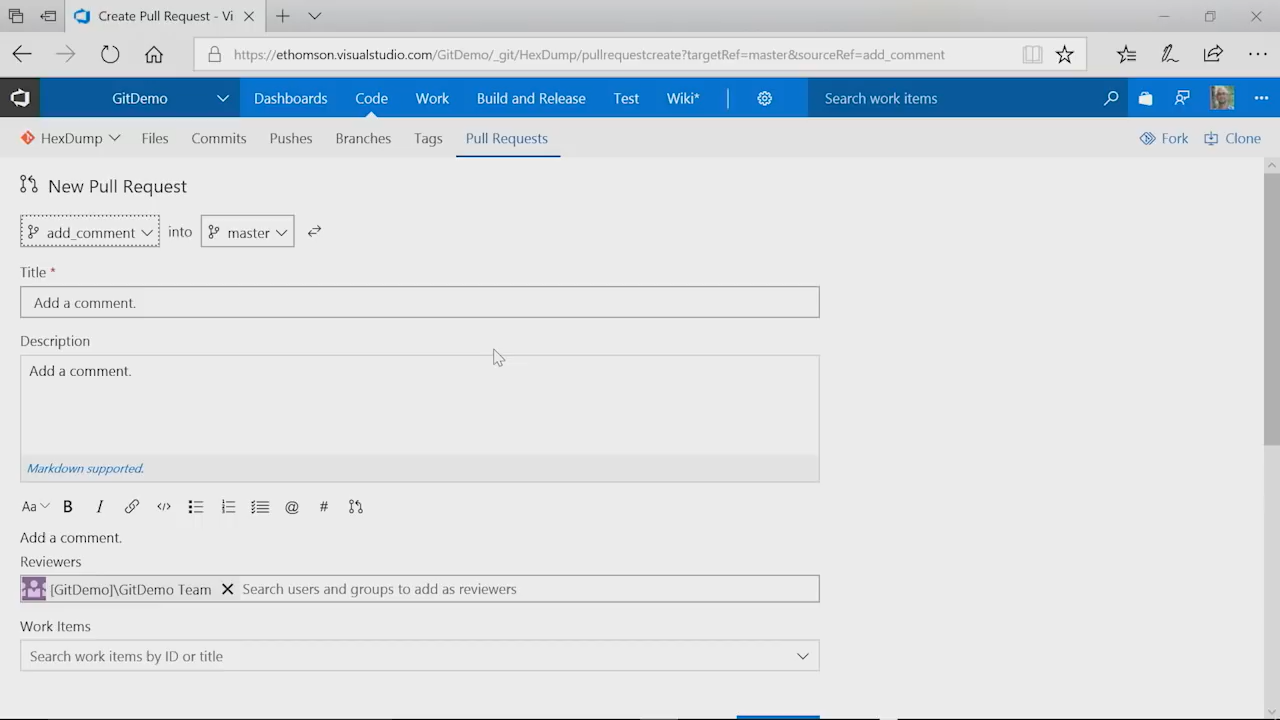 Create Pull Request - Vi
https://ethomson.visualstudio.com/GitDemo/_git/HexDump/pullrequestcreate?targetRef=master&sourceRef=add_comment
GitDemo Dashboards Code Work Build and Release Test Wiki* Search work items
HexDump Files Commits Pushes Branches Tags Pull Requests Fork Clone
New Pull Request
add_comment into master
Title *
Add a comment.
Description
Add a comment.
Markdown supported.
Aa B I </> @ #
Add a comment.
Reviewers
[GitDemo]\GitDemo Team Search users and groups to add as reviewers
Work Items
Search work items by ID or title